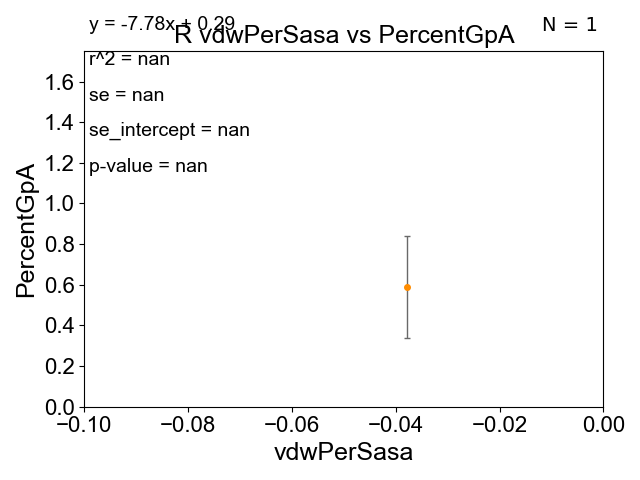 y = -7.78x + 0.29
N = 1
R vdwPerSasa vs PercentGpA
r^2 = nan
se = nan
se_intercept = nan
p-value = nan
1.6
1.4
1.2
1.0
0.8
0.6
0.4
0.2
0.0
PercentGpA
−0.10 −0.08 −0.06 −0.04 −0.02 0.00
vdwPerSasa